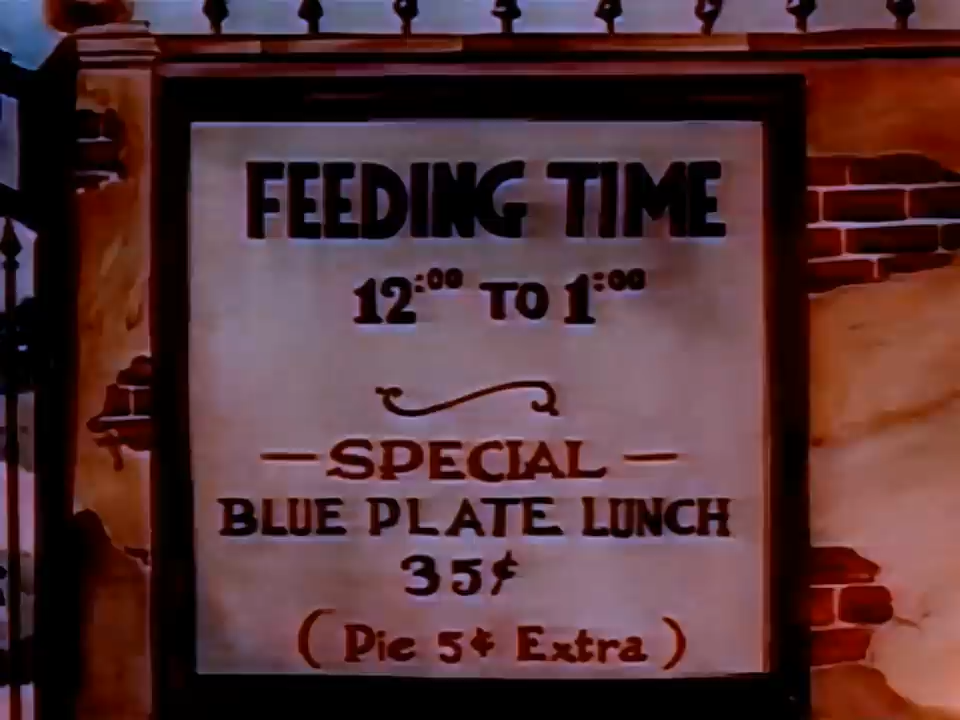 FEEDING TIME
12:00 TO 1:00
— SPECIAL —
BLUE PLATE LUNCH
35¢
( Pie 5¢ Extra )